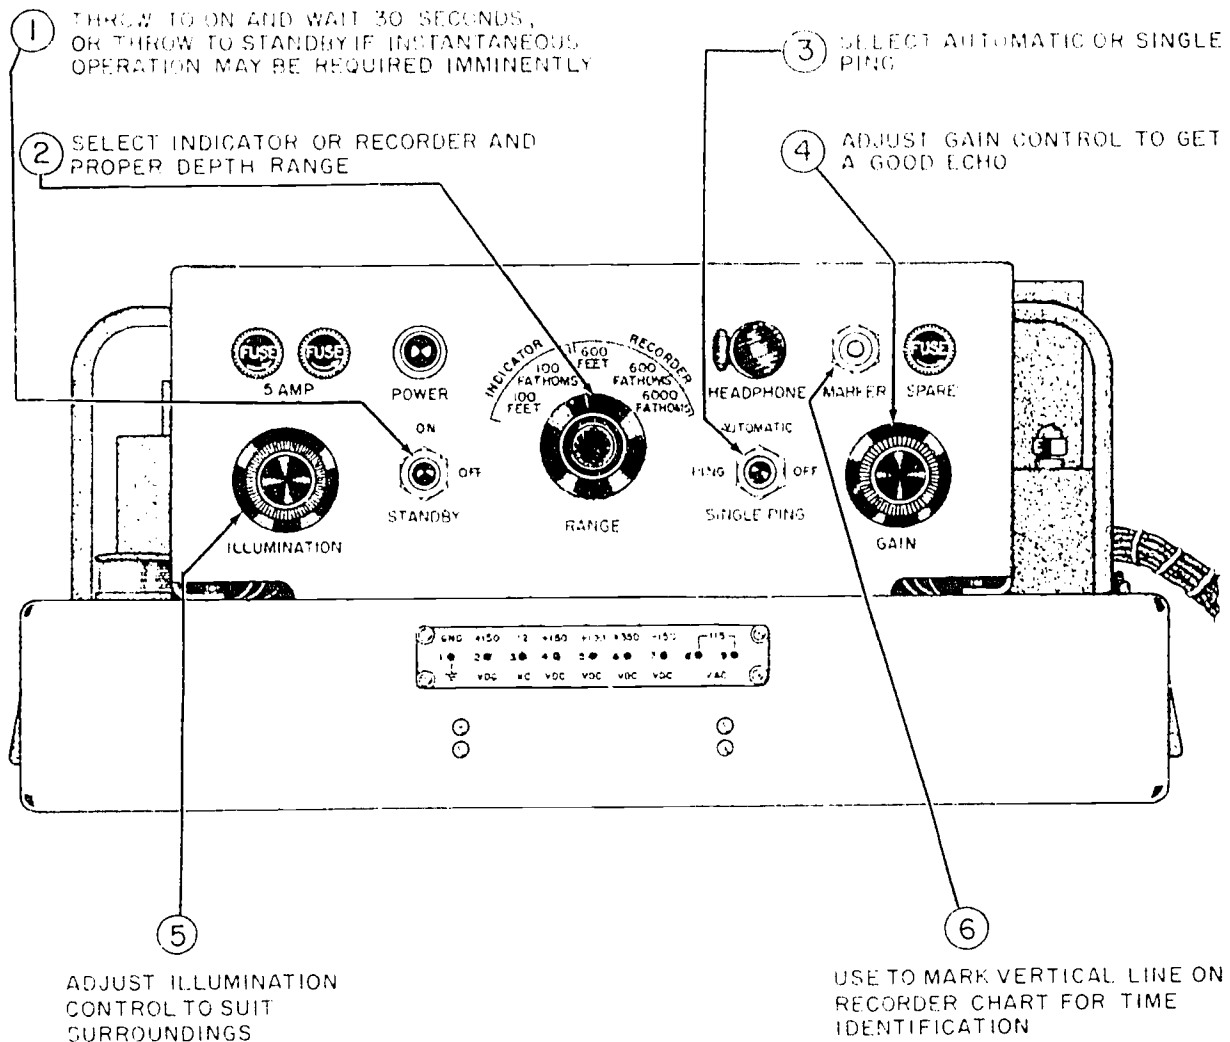 1 THROW TO ON AND WAIT 30 SECONDS,
OR THROW TO STANDBY IF INSTANTANEOUS
OPERATION MAY BE REQUIRED IMMINENTLY
3 SELECT AUTOMATIC OR SINGLE
PING
2 SELECT INDICATOR OR RECORDER AND
PROPER DEPTH RANGE
4 ADJUST GAIN CONTROL TO GET
A GOOD ECHO
FUSE FUSE
5 AMP
POWER
INDICATOR
RECORDER
100
FEET
100
FATHOMS
600
FEET
600
FATHOMS
6000
FATHOMS
HEADPHONE
MARKER
FUSE
SPARE
ON
OFF
STANDBY
AUTOMATIC
PING OFF
SINGLE PING
ILLUMINATION
RANGE
GAIN
GND +150 +350 115
1 2 3 4 5 6 7 8 9
VDC VDC VDC VDC VDC VAC
5
ADJUST ILLUMINATION
CONTROL TO SUIT
SURROUNDINGS
6
USE TO MARK VERTICAL LINE ON
RECORDER CHART FOR TIME
IDENTIFICATION